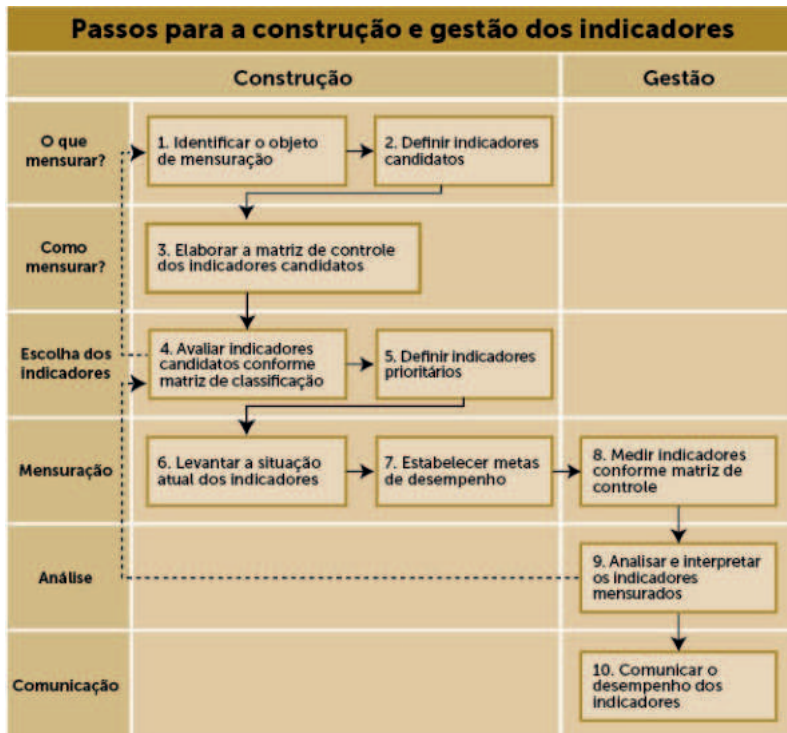 Passos para a construção e gestão dos indicadores
Construção
Gestão
O que
mensurar?
1. Identificar o objeto
de mensuração
2. Definir indicadores
candidatos
Como
mensurar?
3. Elaborar a matriz de controle
dos indicadores candidatos
Escolha dos
indicadores
4. Avaliar indicadores
candidatos conforme
matriz de classificação
5. Definir indicadores
prioritários
Mensuração
6. Levantar a situação
atual dos indicadores
7. Estabelecer metas
de desempenho
8. Medir indicadores
conforme matriz de
controle
Análise
9. Analisar e interpretar
os indicadores
mensurados
Comunicação
10. Comunicar o
desempenho dos
indicadores